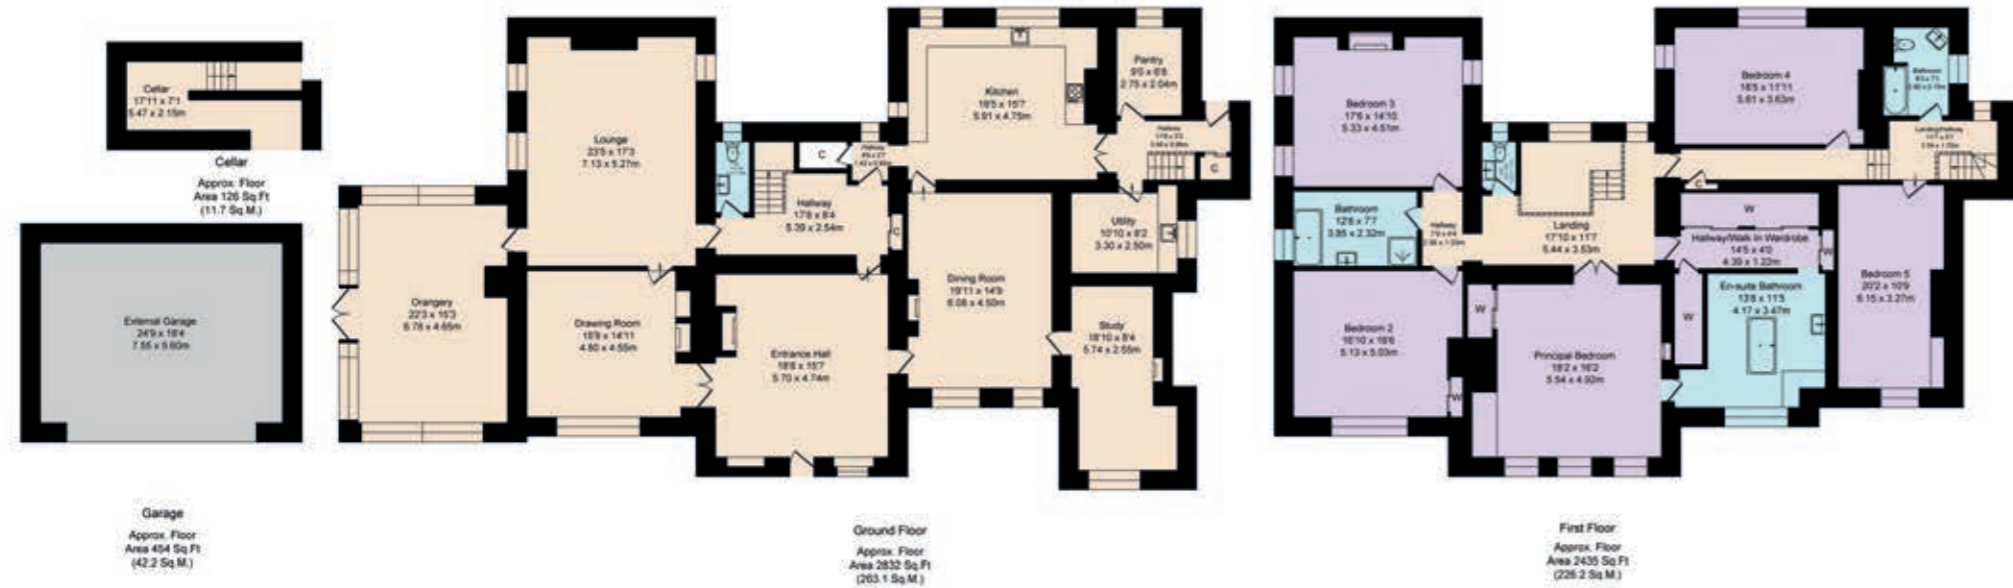 Cellar
17'11 x 7'1
5.47 x 2.15m
Cellar
Approx. Floor
Area 126 Sq.Ft
(11.7 Sq.M.)
External Garage
24'9 x 18'4
7.55 x 5.60m
Garage
Approx. Floor
Area 454 Sq.Ft
(42.2 Sq.M.)
Orangery
22'3 x 15'3
6.78 x 4.65m
Lounge
23'5 x 17'3
7.13 x 5.27m
Drawing Room
15'9 x 14'11
4.80 x 4.55m
Hallway
17'8 x 8'4
5.39 x 2.54m
C
C
Hallway
Entrance Hall
18'8 x 15'7
5.70 x 4.74m
Kitchen
19'5 x 15'7
5.91 x 4.75m
Pantry
9'0 x 6'8
2.75 x 2.04m
Hallway
C
Utility
10'10 x 8'2
3.30 x 2.50m
Dining Room
19'11 x 14'9
6.08 x 4.50m
Study
18'10 x 8'4
5.74 x 2.55m
Ground Floor
Approx. Floor
Area 2832 Sq.Ft
(263.1 Sq.M.)
Bedroom 3
17'6 x 14'10
5.33 x 4.51m
Bathroom
12'8 x 7'7
3.85 x 2.32m
Hallway
Bedroom 2
16'10 x 16'6
5.13 x 5.03m
W
W
Landing
17'10 x 11'7
5.44 x 3.53m
Principal Bedroom
18'2 x 16'2
5.54 x 4.92m
Bedroom 4
18'5 x 11'11
5.61 x 3.63m
Bathroom
Landing/Hallway
C
W
Hallway/Walk In Wardrobe
14'5 x 4'0
4.39 x 1.22m
W
W
En-suite Bathroom
13'8 x 11'5
4.17 x 3.47m
Bedroom 5
20'2 x 10'9
6.15 x 3.27m
First Floor
Approx. Floor
Area 2435 Sq.Ft
(226.2 Sq.M.)